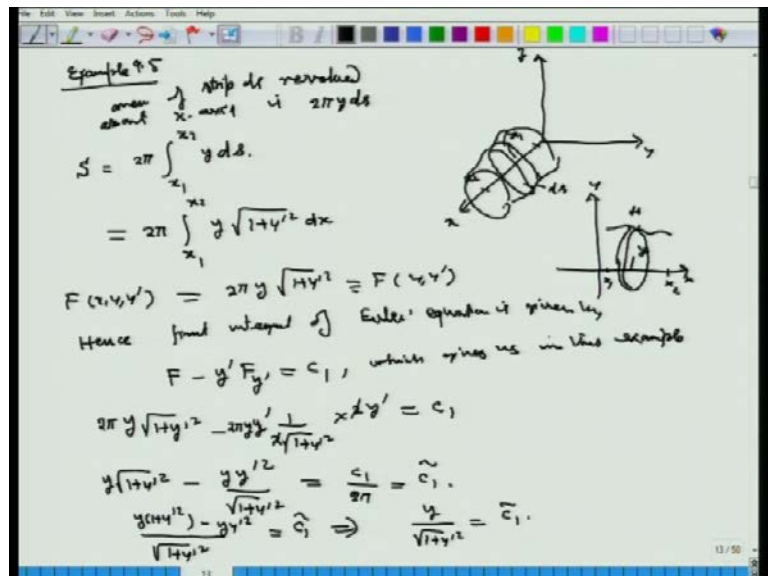 File Edit View Insert Actions Tools Help
Example 9.5
area of strip ds revolved
about x-axis is 2πy ds
S = 2π ∫_{x₁}^{x₂} y ds.
= 2π ∫_{x₁}^{x₂} y √(1+y'²) dx
F(x,y,y') = 2πy √(1+y'²) = F(y,y')
Hence first integral of Euler's equation is given by,
F − y' F_{y'} = c₁, which gives us in this example
2πy √(1+y'²) − 2πyy' 1/(2√(1+y'²)) × 2y' = c₁
y√(1+y'²) − yy'²/√(1+y'²) = c₁/2π = c̃₁.
(y(1+y'²) − yy'²)/√(1+y'²) = c̃₁ ⇒ y/√(1+y'²) = c̃₁.
z
y
x
x₁
ds
y
x₁
x₂
x
13/50
13